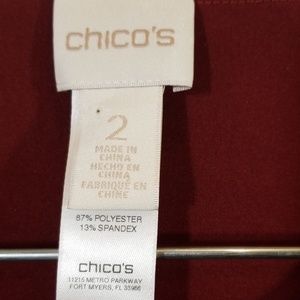 chico's
2
MADE IN
CHINA
HECHO EN
CHINA
FABRIQUÉ EN
CHINE
87% POLYESTER
13% SPANDEX
chico's
11215 METRO PARKWAY
FORT MYERS, FL 33966